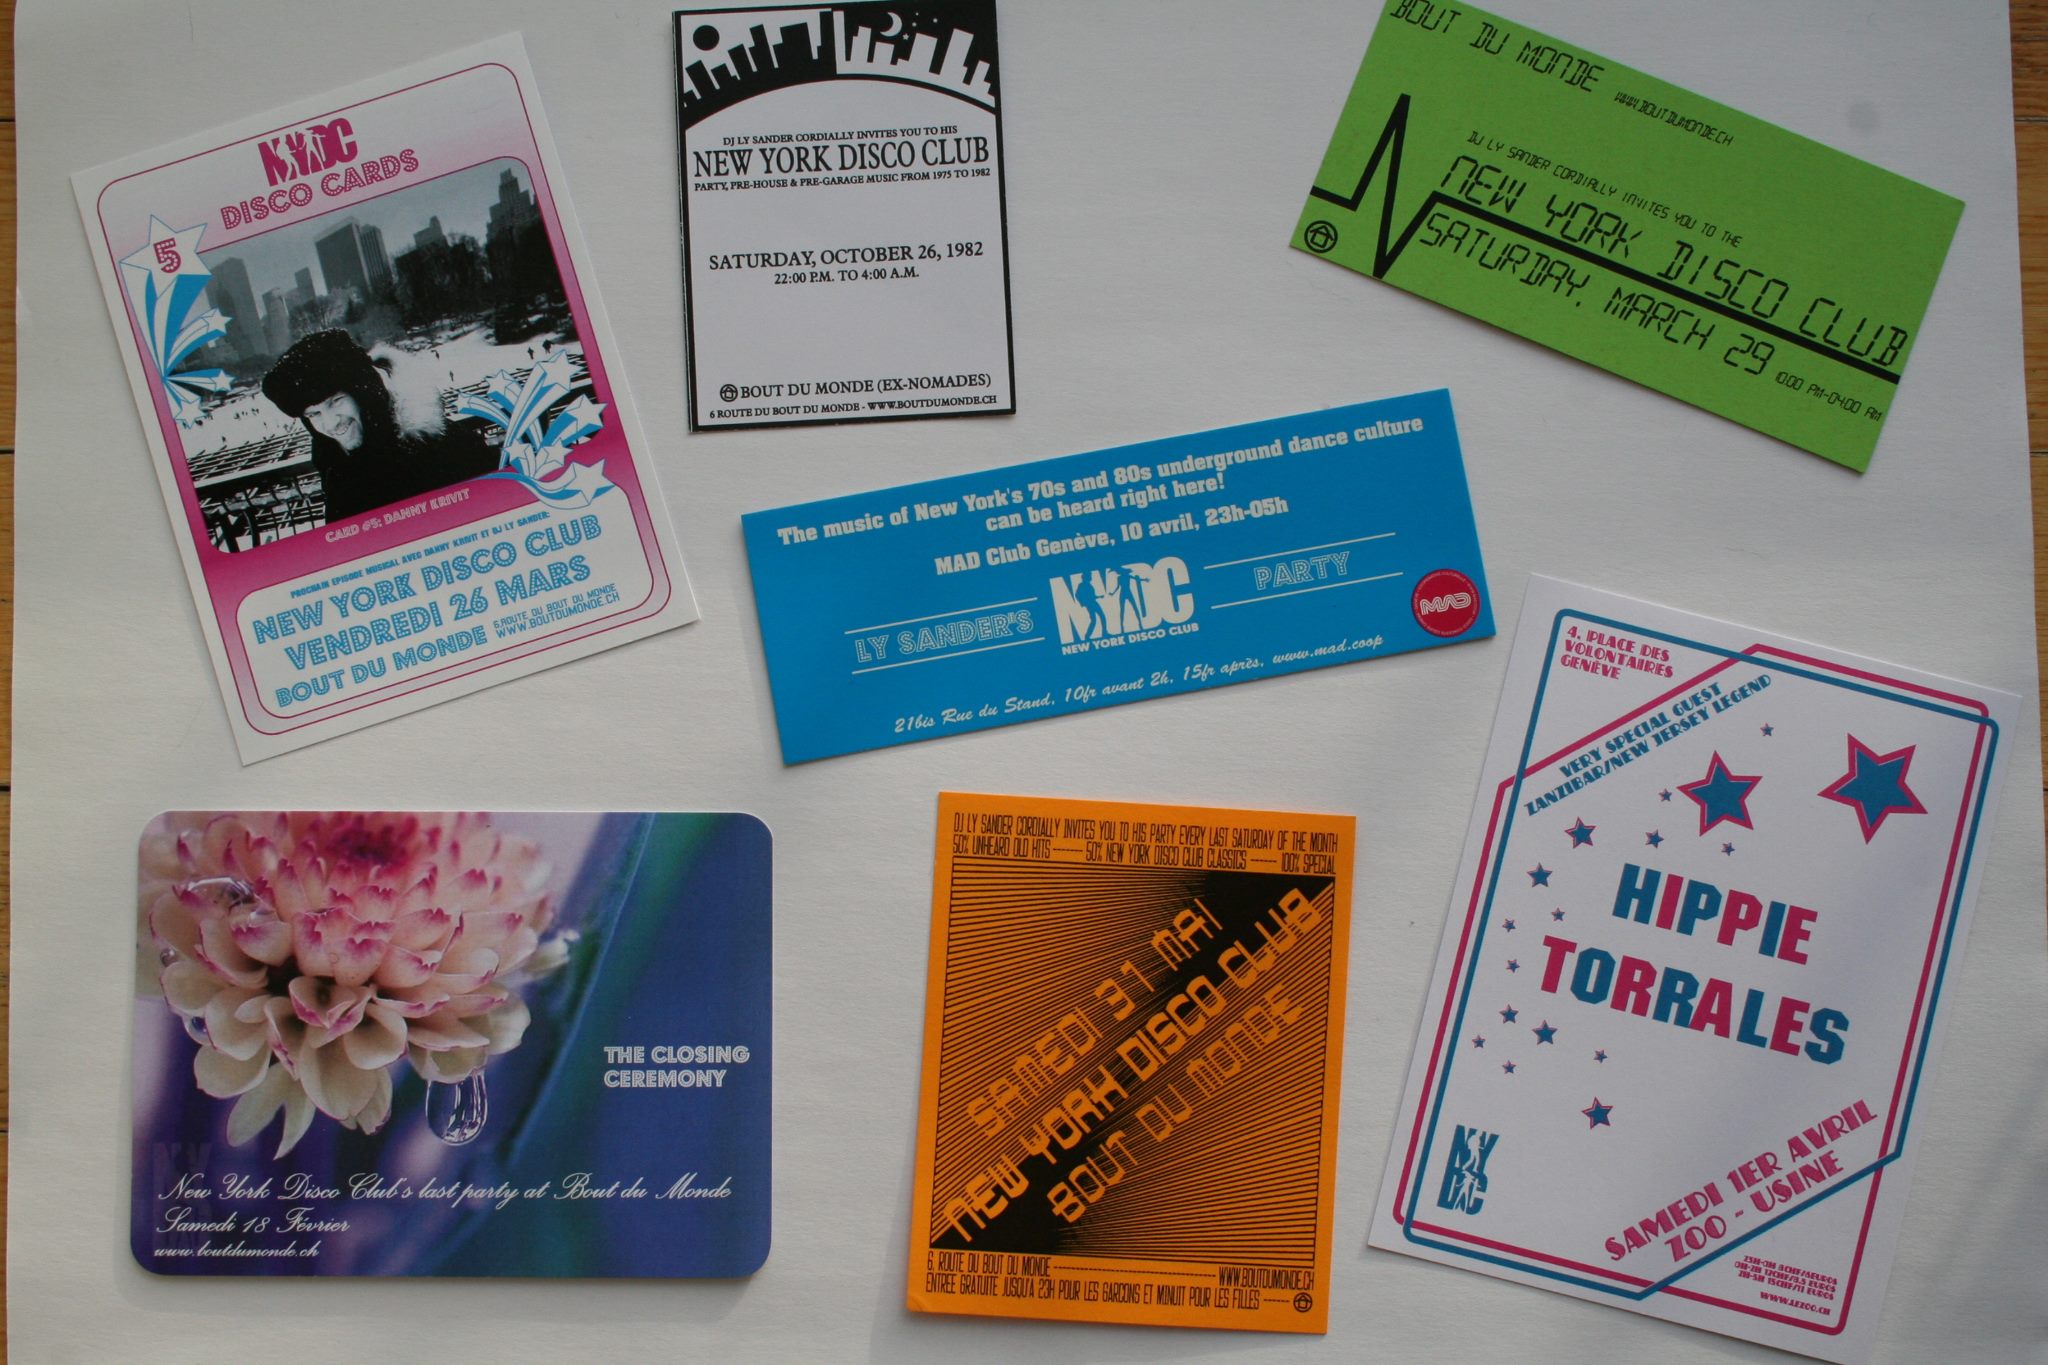 NYDC
DISCO CARDS
5
CARD #5: DANNY KRIVIT
PROCHAIN EPISODE MUSICAL AVEC DANNY KRIVIT ET DJ LY SANDER:
NEW YORK DISCO CLUB
VENDREDI 26 MARS
BOUT DU MONDE
6, ROUTE DU BOUT DU MONDE
WWW.BOUTDUMONDE.CH
DJ LY SANDER CORDIALLY INVITES YOU TO HIS
NEW YORK DISCO CLUB
PARTY, PRE-HOUSE & PRE-GARAGE MUSIC FROM 1975 TO 1982
SATURDAY, OCTOBER 26, 1982
22:00 P.M. TO 4:00 A.M.
BOUT DU MONDE (EX-NOMADES)
6 ROUTE DU BOUT DU MONDE - WWW.BOUTDUMONDE.CH
BOUT DU MONDE WWW.BOUTDUMONDE.CH
DJ LY SANDER CORDIALLY INVITES YOU TO THE
NEW YORK DISCO CLUB
SATURDAY, MARCH 29 10:00 PM-04:00 AM
The music of New York's 70s and 80s underground dance culture
can be heard right here!
MAD Club Genève, 10 avril, 23h-05h
LY SANDER'S NYDC PARTY
NEW YORK DISCO CLUB
MAD
21bis Rue du Stand, 10fr avant 2h, 15fr après, www.mad.coop
4, PLACE DES
VOLONTAIRES
GENÈVE
VERY SPECIAL GUEST
ZANZIBAR/NEW JERSEY LEGEND
HIPPIE
TORRALES
NY
DC
SAMEDI 1ER AVRIL
ZOO - USINE
WWW.LEZOO.CH
THE CLOSING
CEREMONY
New York Disco Club's last party at Bout du Monde
Samedi 18 Février
www.boutdumonde.ch
DJ LY SANDER CORDIALLY INVITES YOU TO HIS PARTY EVERY LAST SATURDAY OF THE MONTH
50% UNHEARD OLD HITS ------- 50% NEW YORK DISCO CLUB CLASSICS ------ 100% SPECIAL
SAMEDI 31 MAI
NEW YORK DISCO CLUB
BOUT DU MONDE
6, ROUTE DU BOUT DU MONDE ------- WWW.BOUTDUMONDE.CH
ENTREE GRATUITE JUSQU'A 23H POUR LES GARCONS ET MINUIT POUR LES FILLES -------